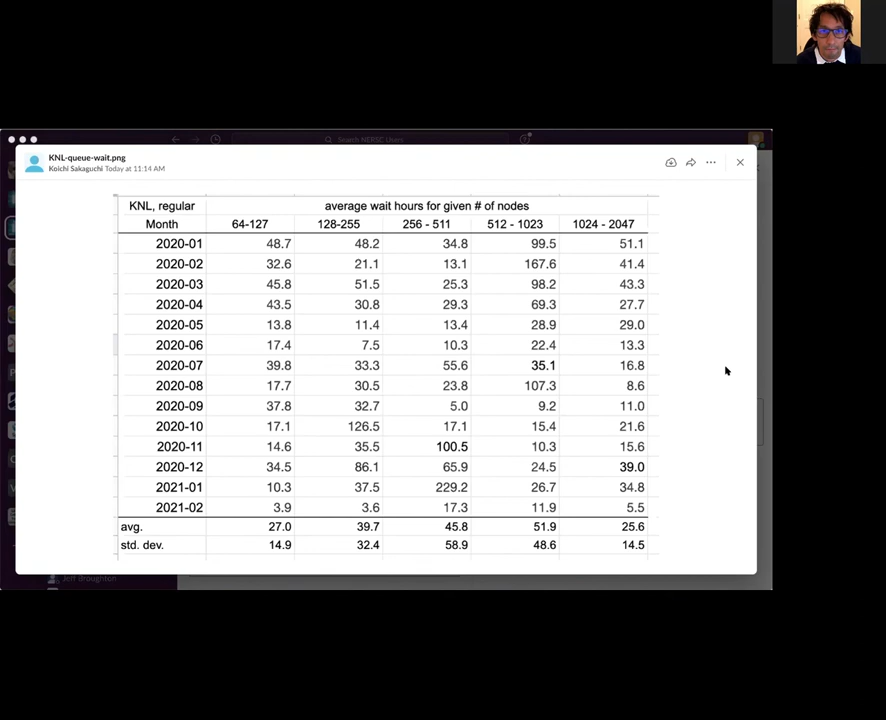 Search NERSC Users
KNL-queue-wait.png
Koichi Sakaguchi Today at 11:14 AM
KNL, regular average wait hours for given # of nodes
Month 64-127 128-255 256 - 511 512 - 1023 1024 - 2047
2020-01 48.7 48.2 34.8 99.5 51.1
2020-02 32.6 21.1 13.1 167.6 41.4
2020-03 45.8 51.5 25.3 98.2 43.3
2020-04 43.5 30.8 29.3 69.3 27.7
2020-05 13.8 11.4 13.4 28.9 29.0
2020-06 17.4 7.5 10.3 22.4 13.3
2020-07 39.8 33.3 55.6 35.1 16.8
2020-08 17.7 30.5 23.8 107.3 8.6
2020-09 37.8 32.7 5.0 9.2 11.0
2020-10 17.1 126.5 17.1 15.4 21.6
2020-11 14.6 35.5 100.5 10.3 15.6
2020-12 34.5 86.1 65.9 24.5 39.0
2021-01 10.3 37.5 229.2 26.7 34.8
2021-02 3.9 3.6 17.3 11.9 5.5
avg. 27.0 39.7 45.8 51.9 25.6
std. dev. 14.9 32.4 58.9 48.6 14.5
Jeff Broughton